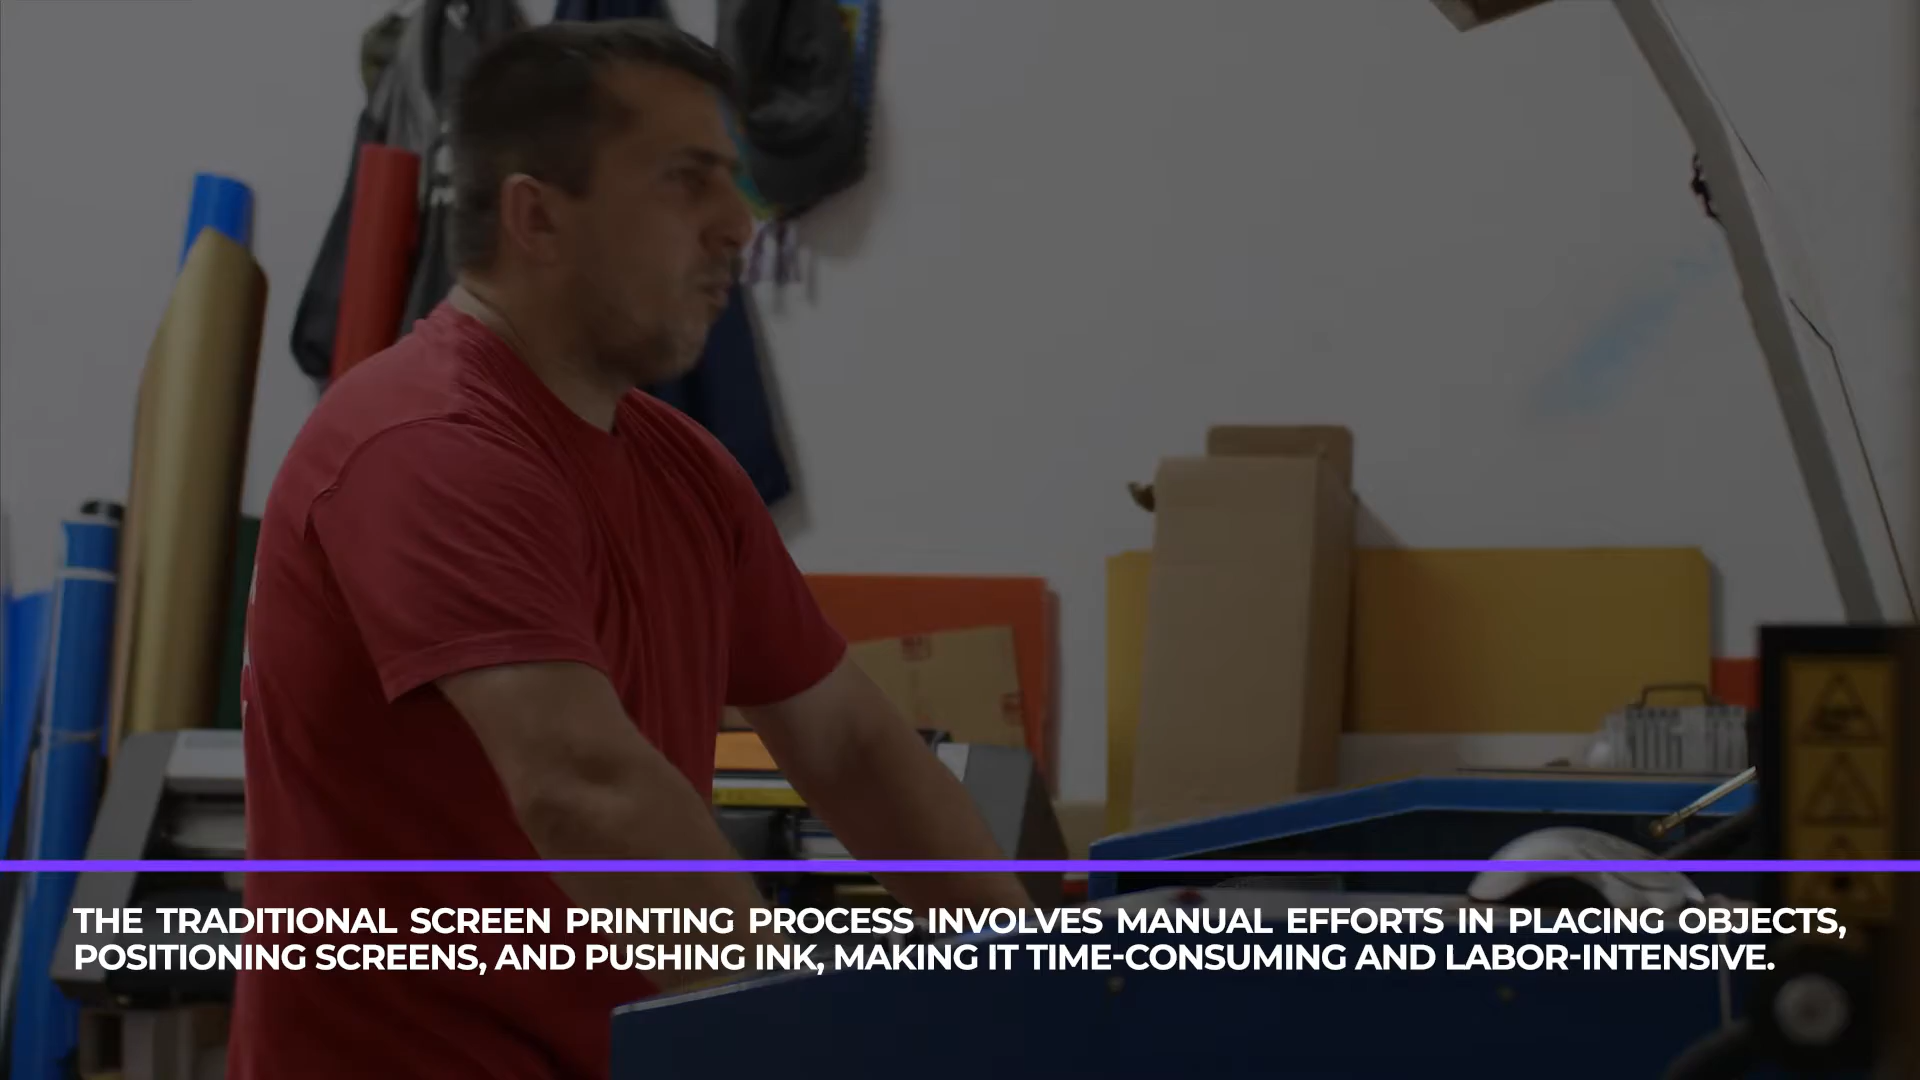 THE TRADITIONAL SCREEN PRINTING PROCESS INVOLVES MANUAL EFFORTS IN PLACING OBJECTS,
POSITIONING SCREENS, AND PUSHING INK, MAKING IT TIME-CONSUMING AND LABOR-INTENSIVE.